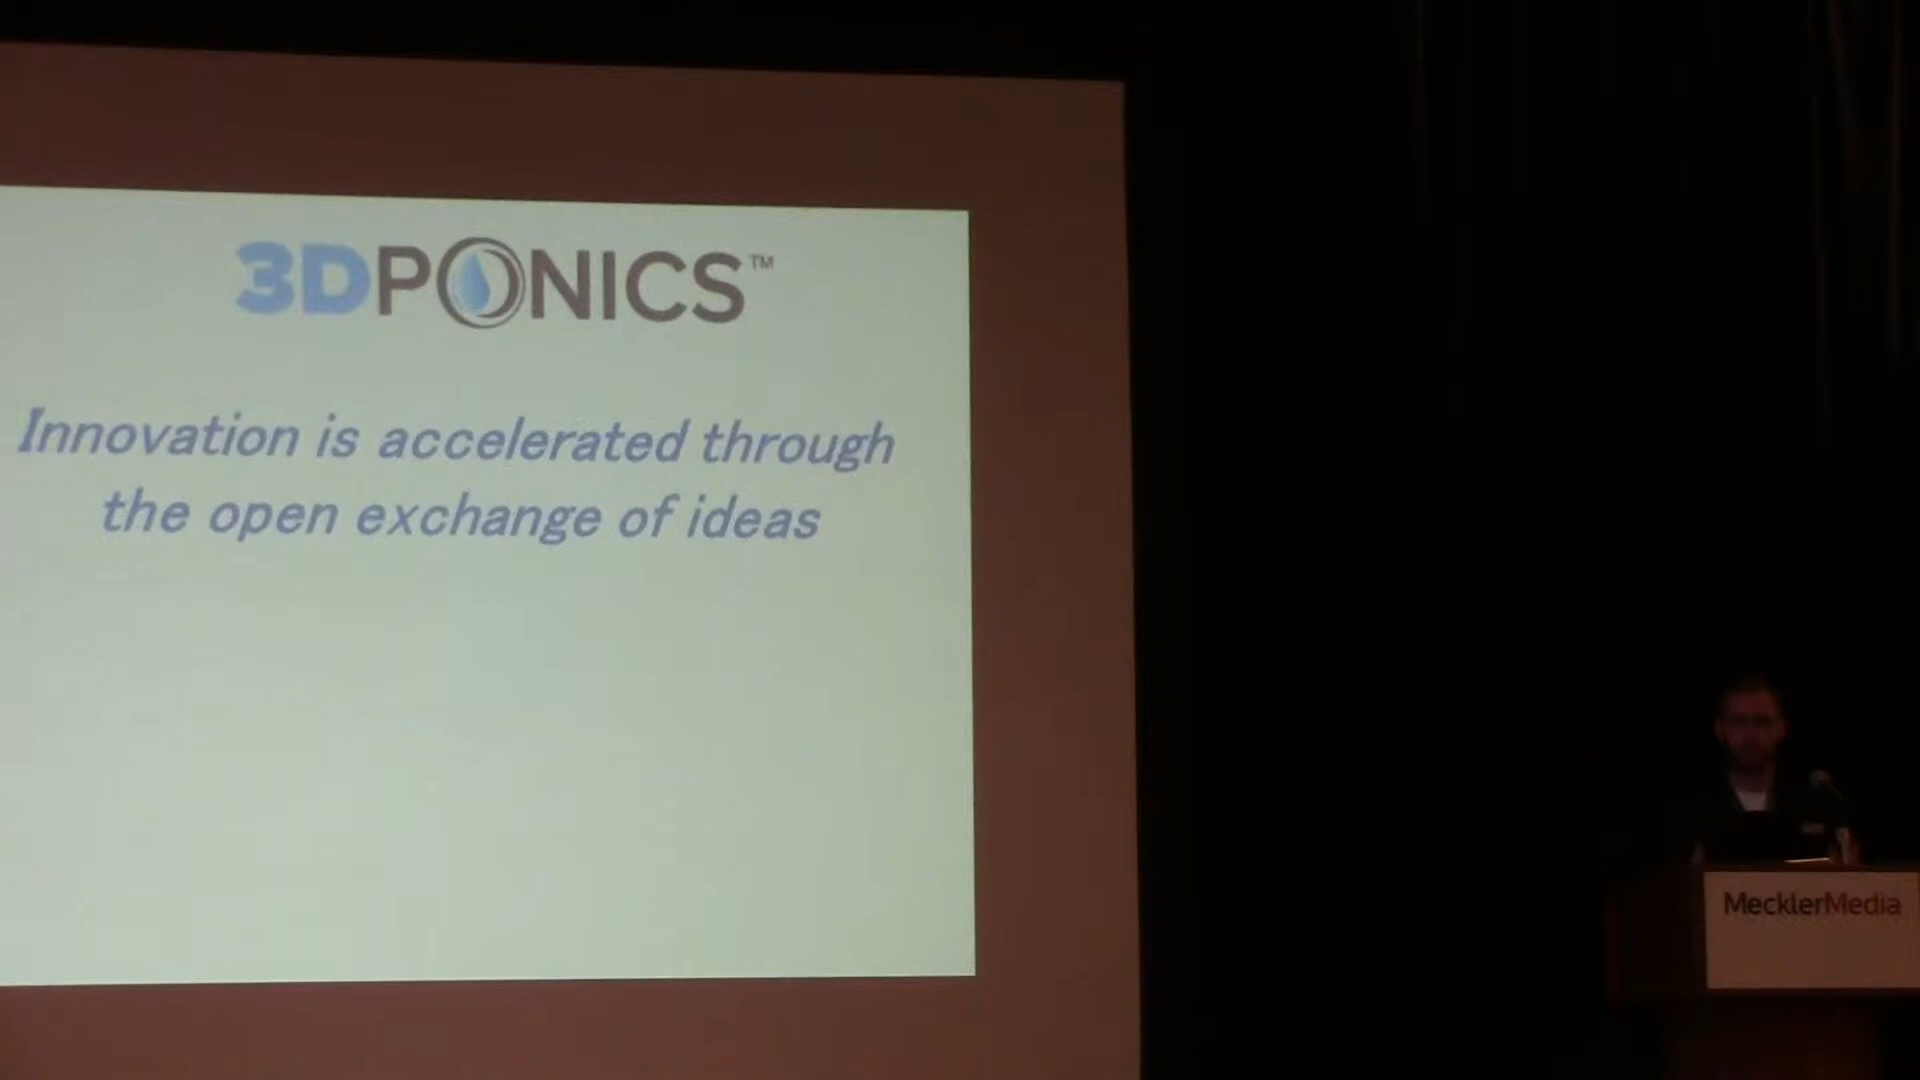 3DPONICS™
Innovation is accelerated through
the open exchange of ideas
MecklerMedia